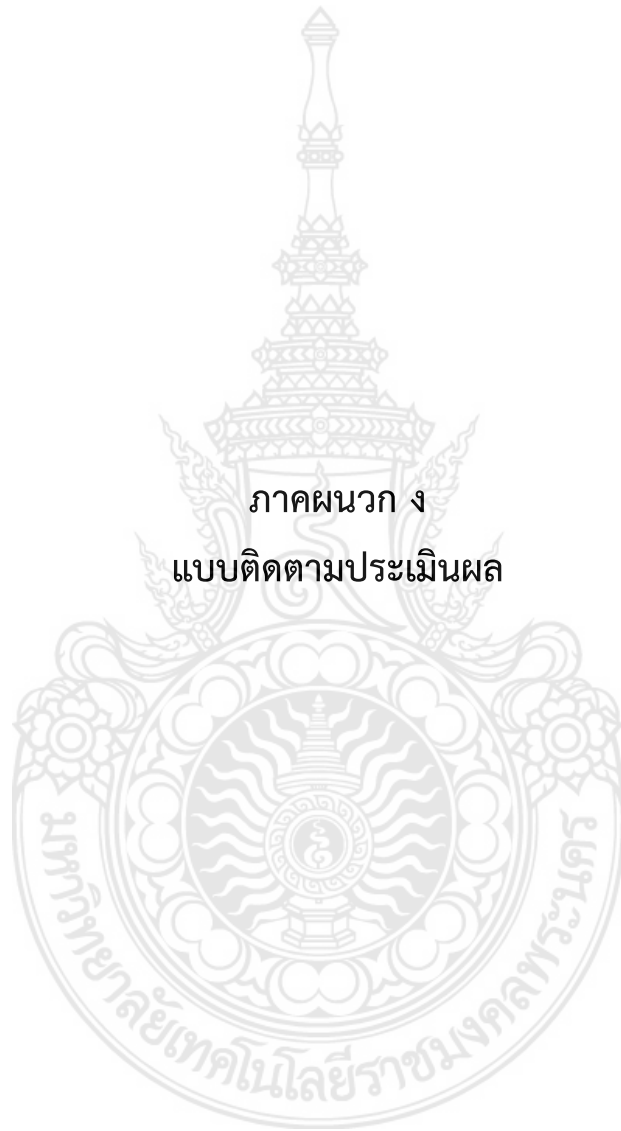 ภาคผนวก ง
แบบติดตามประเมินผล
มหาวิทยาลัยเทคโนโลยีราชมงคลพระนคร